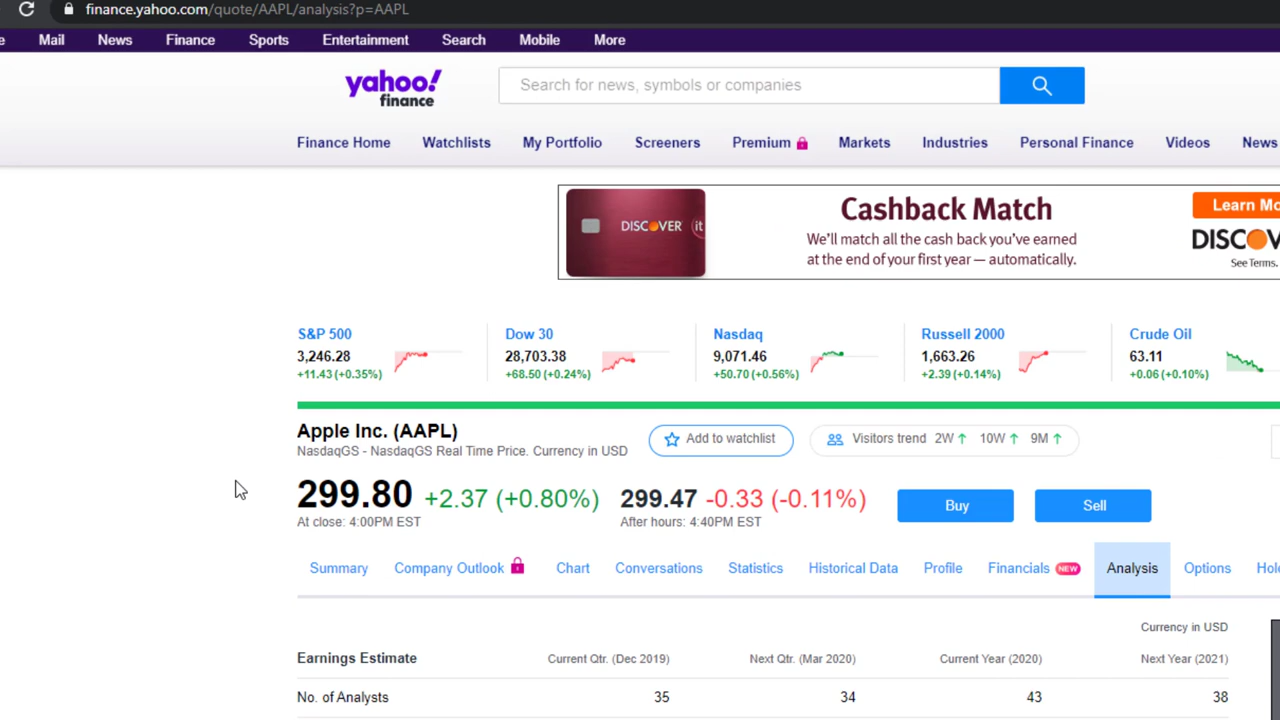 finance.yahoo.com/quote/AAPL/analysis?p=AAPL
Mail News Finance Sports Entertainment Search Mobile More
yahoo!
finance
Search for news, symbols or companies
Finance Home Watchlists My Portfolio Screeners Premium Markets Industries Personal Finance Videos News
DISCOVER it
Cashback Match
We'll match all the cash back you've earned
at the end of your first year — automatically.
Learn Mo
DISCOV
See Terms.
S&P 500 Dow 30 Nasdaq Russell 2000 Crude Oil
3,246.28 28,703.38 9,071.46 1,663.26 63.11
+11.43 (+0.35%) +68.50 (+0.24%) +50.70 (+0.56%) +2.39 (+0.14%) +0.06 (+0.10%)
Apple Inc. (AAPL)
NasdaqGS - NasdaqGS Real Time Price. Currency in USD
Add to watchlist
Visitors trend 2W↑ 10W↑ 9M↑
299.80 +2.37 (+0.80%) 299.47 -0.33 (-0.11%)
At close: 4:00PM EST After hours: 4:40PM EST
Buy Sell
Summary Company Outlook Chart Conversations Statistics Historical Data Profile Financials NEW Analysis Options Hol
Currency in USD
Earnings Estimate Current Qtr. (Dec 2019) Next Qtr. (Mar 2020) Current Year (2020) Next Year (2021)
No. of Analysts 35 34 43 38